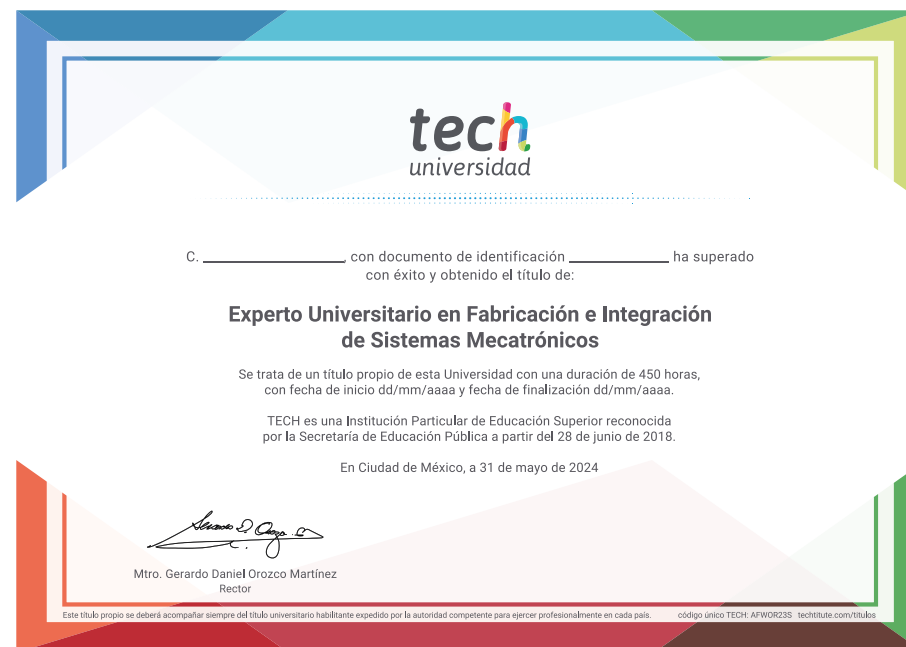 tech
universidad
C. ____________, con documento de identificación ____________ ha superado
con éxito y obtenido el título de:
Experto Universitario en Fabricación e Integración
de Sistemas Mecatrónicos
Se trata de un título propio de esta Universidad con una duración de 450 horas,
con fecha de inicio dd/mm/aaaa y fecha de finalización dd/mm/aaaa.
TECH es una Institución Particular de Educación Superior reconocida
por la Secretaría de Educación Pública a partir del 28 de junio de 2018.
En Ciudad de México, a 31 de mayo de 2024
Mtro. Gerardo Daniel Orozco Martínez
Rector
Este título propio se deberá acompañar siempre del título universitario habilitante expedido por la autoridad competente para ejercer profesionalmente en cada país. código único TECH: AFWOR23S techtitute.com/titulos